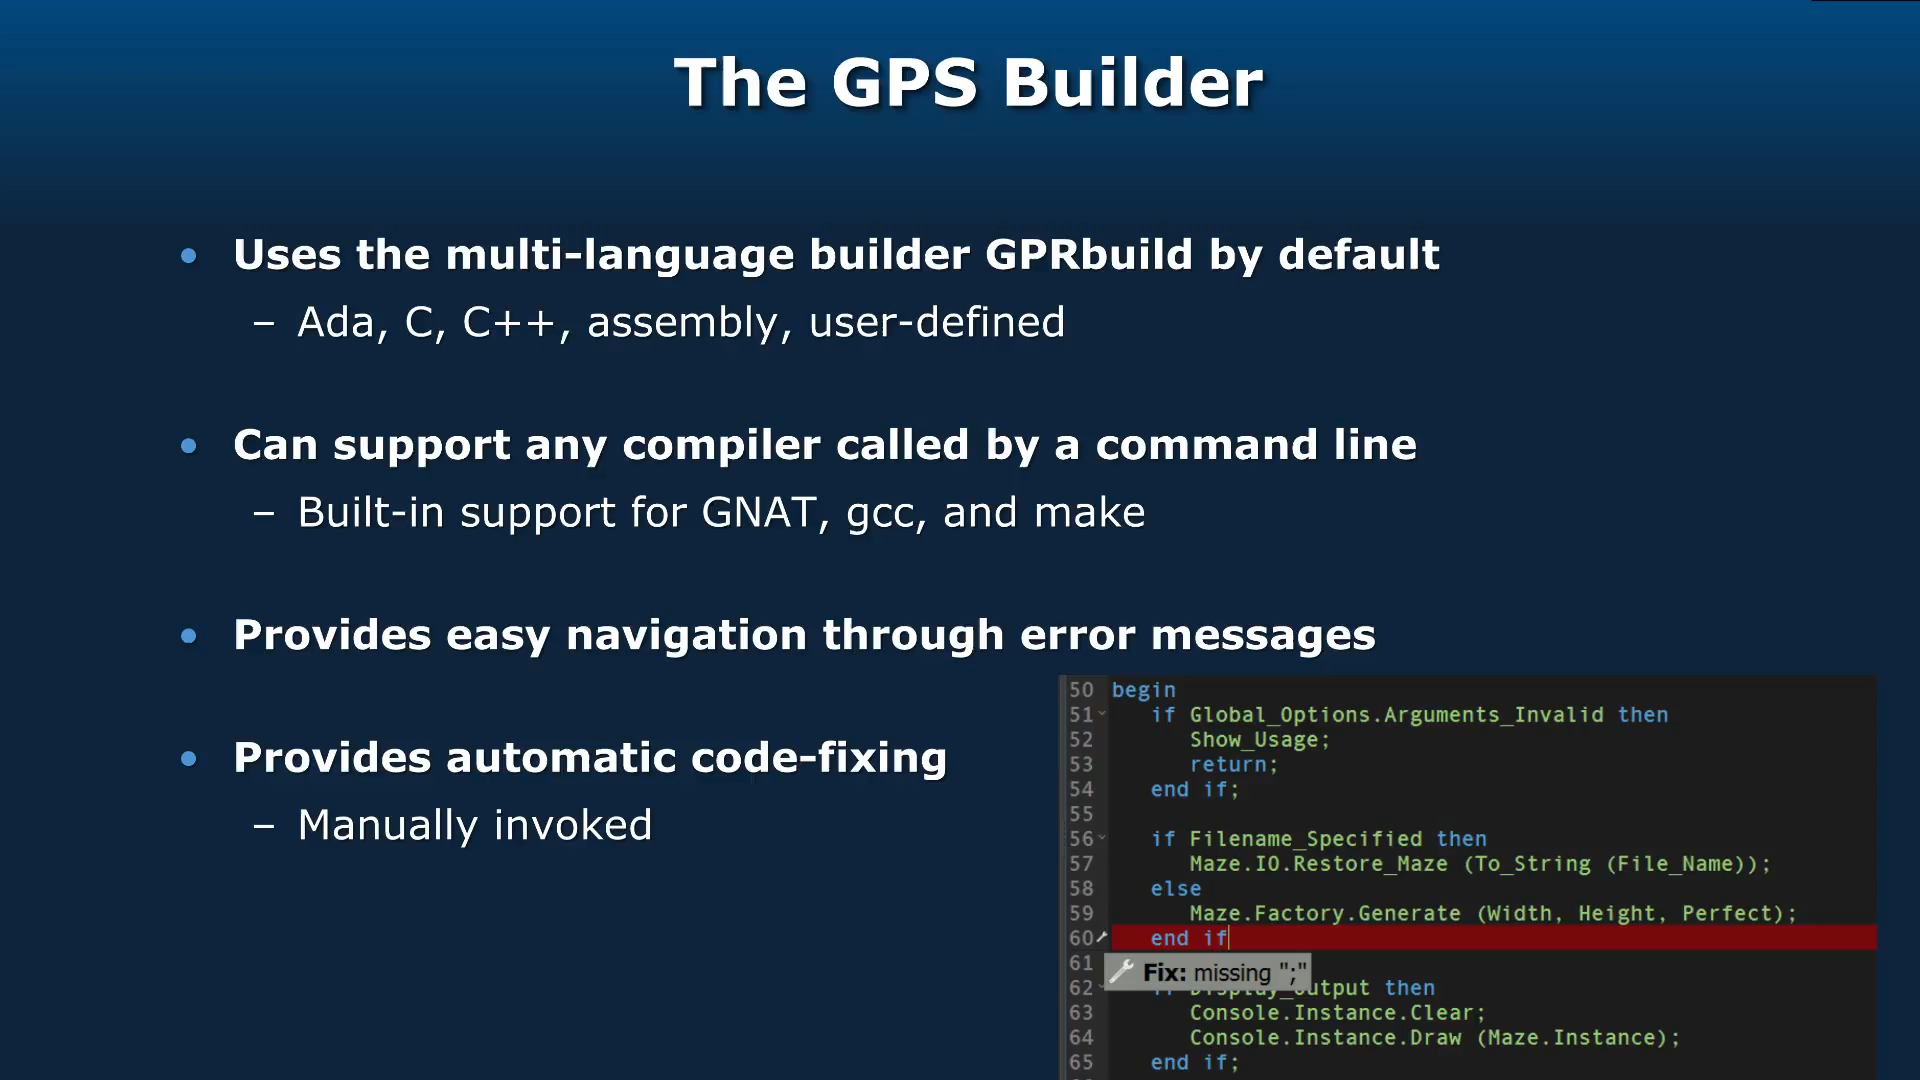 The GPS Builder
• Uses the multi-language builder GPRbuild by default
– Ada, C, C++, assembly, user-defined
• Can support any compiler called by a command line
– Built-in support for GNAT, gcc, and make
• Provides easy navigation through error messages
• Provides automatic code-fixing
– Manually invoked
50 begin
51 if Global_Options.Arguments_Invalid then
52 Show_Usage;
53 return;
54 end if;
55
56 if Filename_Specified then
57 Maze.IO.Restore_Maze (To_String (File_Name));
58 else
59 Maze.Factory.Generate (Width, Height, Perfect);
60 end if
61
Fix: missing ";"
62 if Display_Output then
63 Console.Instance.Clear;
64 Console.Instance.Draw (Maze.Instance);
65 end if;